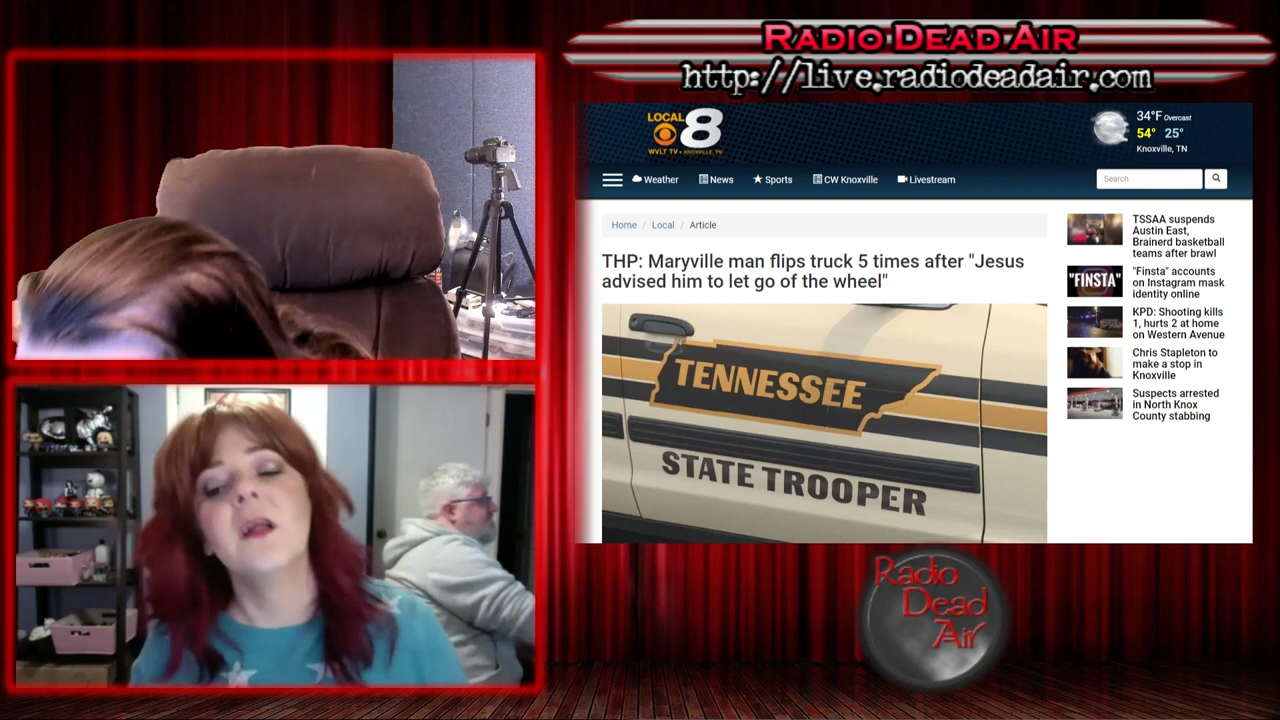 Radio Dead Air
http://live.radiodeadair.com
LOCAL 8
WVLT TV • KNOXVILLE, TN
34°F Overcast
54° 25°
Knoxville, TN
Weather
News
Sports
CW Knoxville
Livestream
Search
Home / Local / Article
THP: Maryville man flips truck 5 times after "Jesus
advised him to let go of the wheel"
TENNESSEE
STATE TROOPER
TSSAA suspends
Austin East,
Brainerd basketball
teams after brawl
"FINSTA"
"Finsta" accounts
on Instagram mask
identity online
KPD: Shooting kills
1, hurts 2 at home
on Western Avenue
Chris Stapleton to
make a stop in
Knoxville
Suspects arrested
in North Knox
County stabbing
Radio
Dead
Air